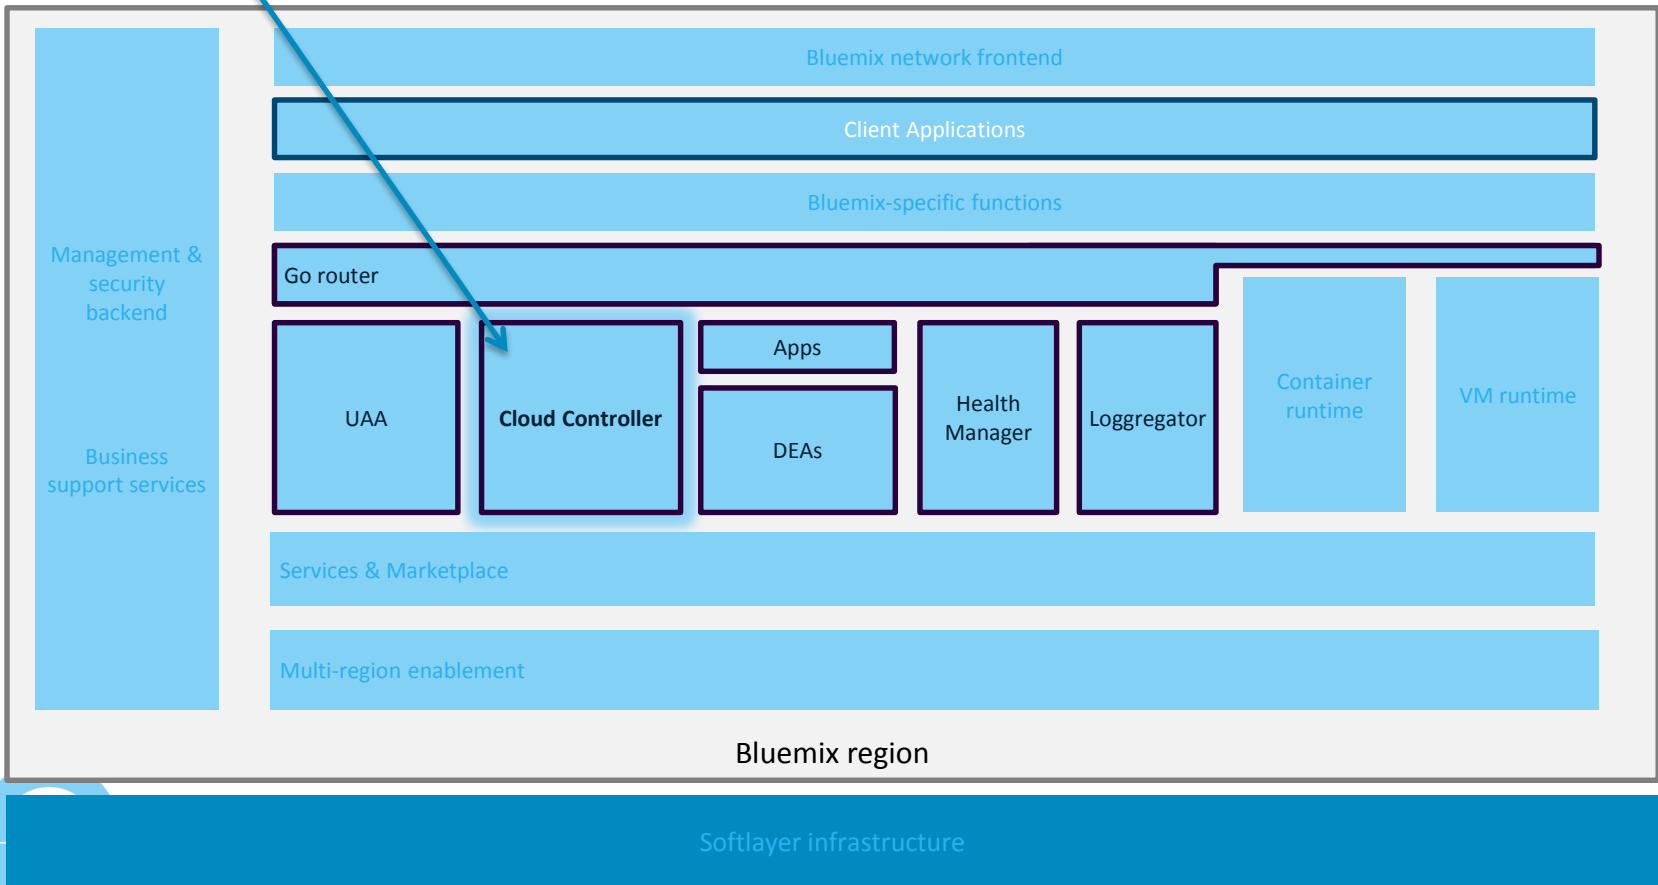 Bluemix network frontend
Client Applications
Bluemix-specific functions
Management &
security
backend
Business
support services
Go router
UAA
Cloud Controller
Apps
DEAs
Health
Manager
Loggregator
Container
runtime
VM runtime
Services & Marketplace
Multi-region enablement
Bluemix region
Softlayer infrastructure